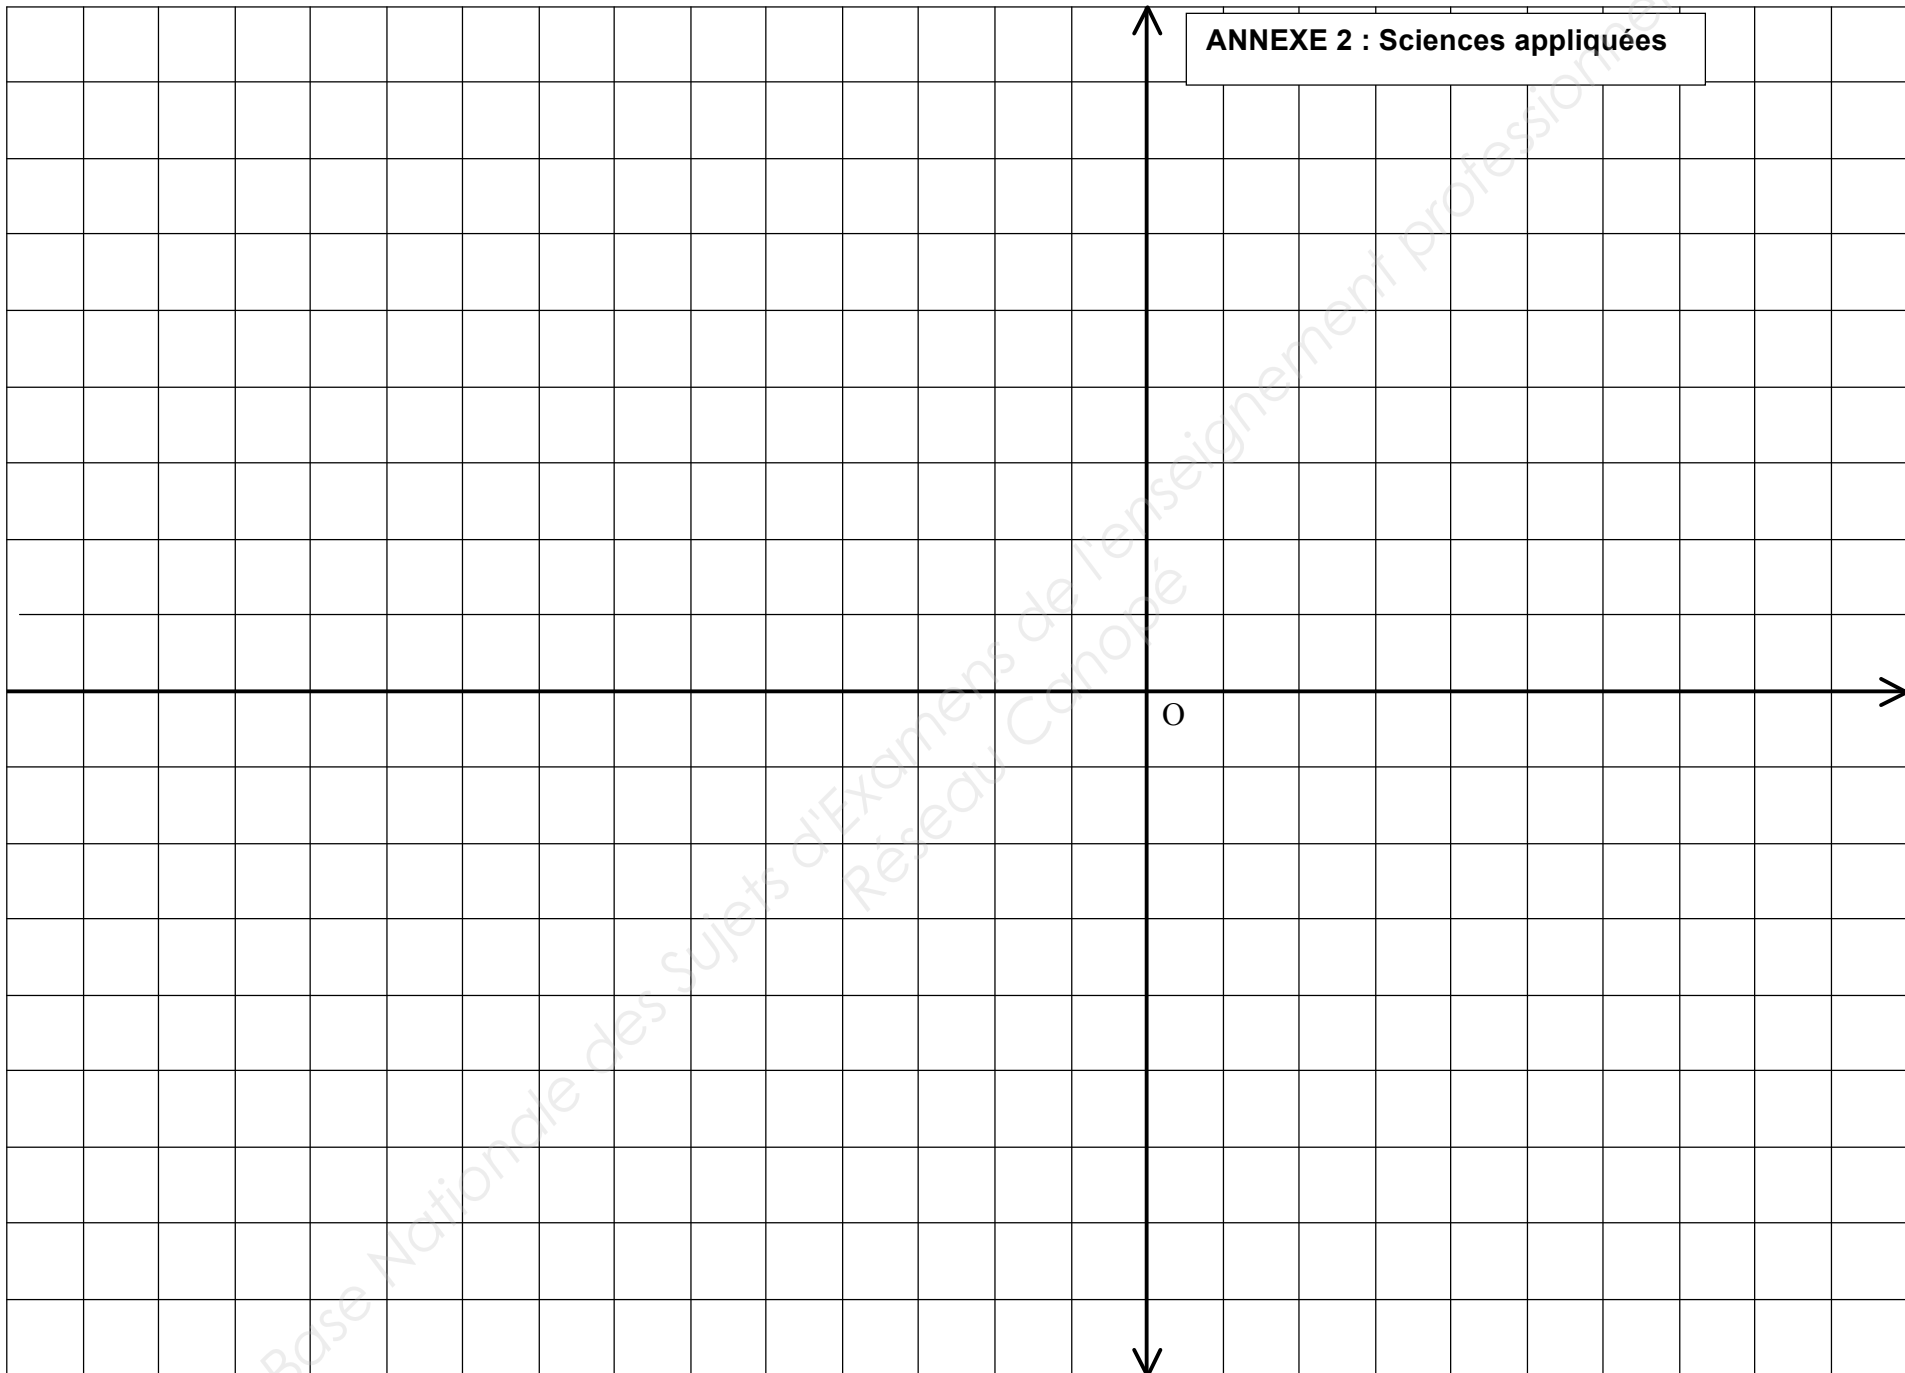 ANNEXE 2 : Sciences appliquées
O
Base Nationale des Sujets d'Examens de l'enseignement professionnel
Réseau Canopé